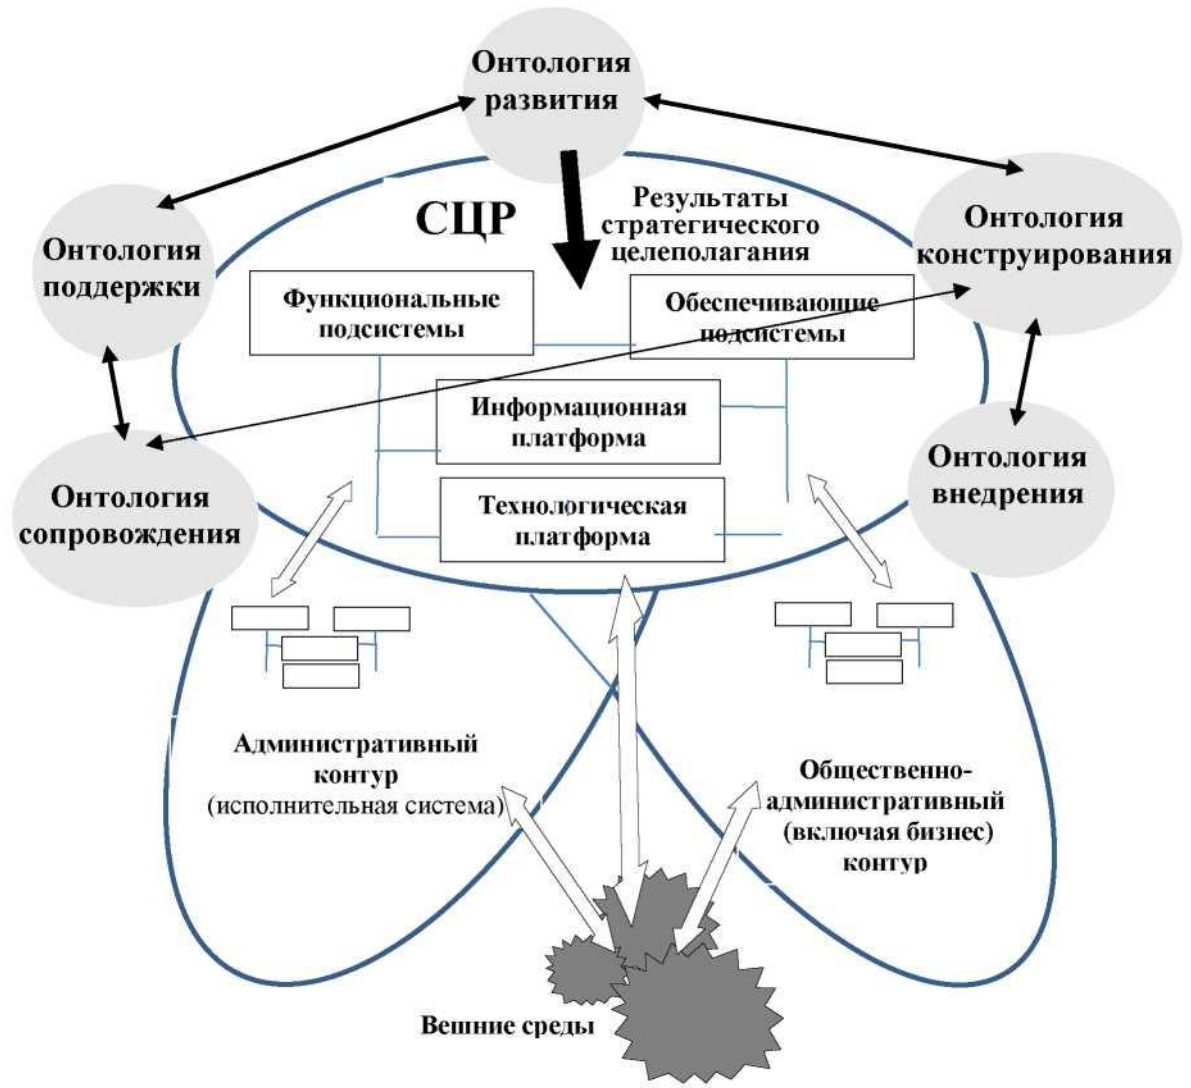 Онтология
развития
СЦР
Результаты
стратегического
целеполагания
Онтология
поддержки
Онтология
конструирования
Функциональные
подсистемы
Обеспечивающие
подсистемы
Информационная
платформа
Технологическая
платформа
Онтология
сопровождения
Онтология
внедрения
Административный
контур
(исполнительная система)
Общественно-
административный
(включая бизнес)
контур
Вешние среды